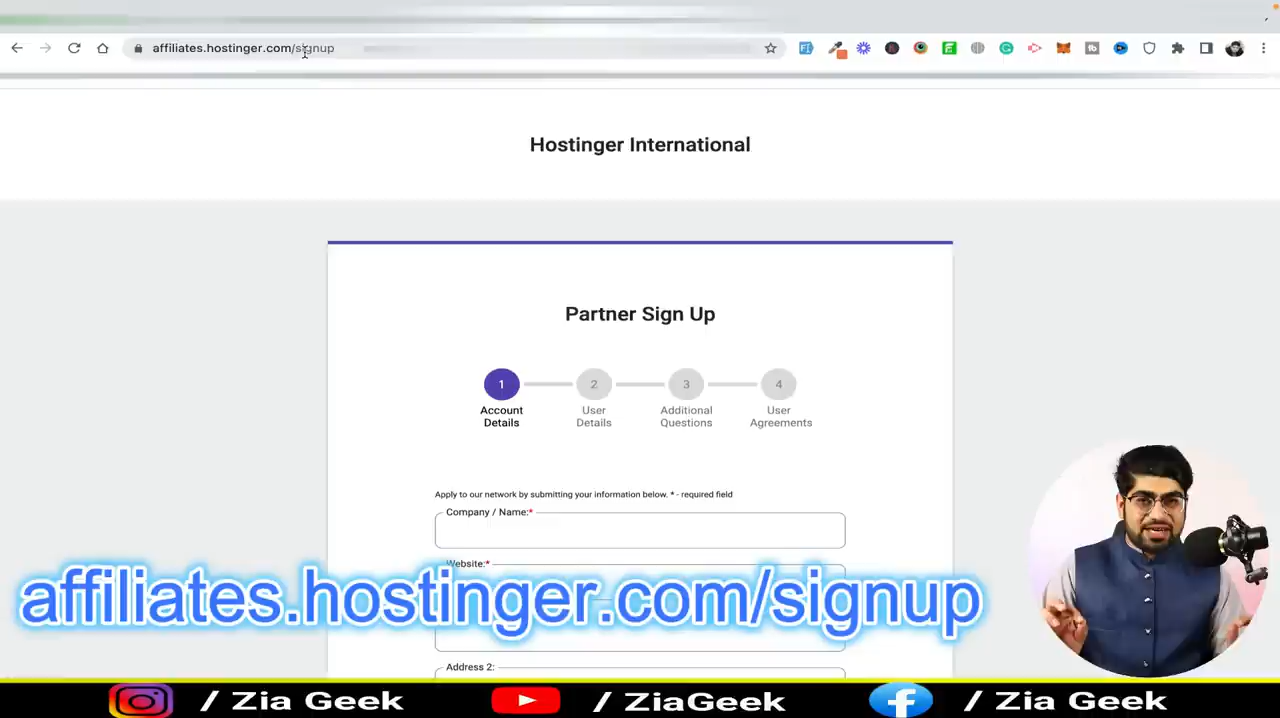 affiliates.hostinger.com/signup
Hostinger International
Partner Sign Up
1 2 3 4
Account Details
User Details
Additional Questions
User Agreements
Apply to our network by submitting your information below. * - required field
Company / Name:*
Website:*
affiliates.hostinger.com/signup
Address 2:
/ Zia Geek
/ ZiaGeek
/ Zia Geek